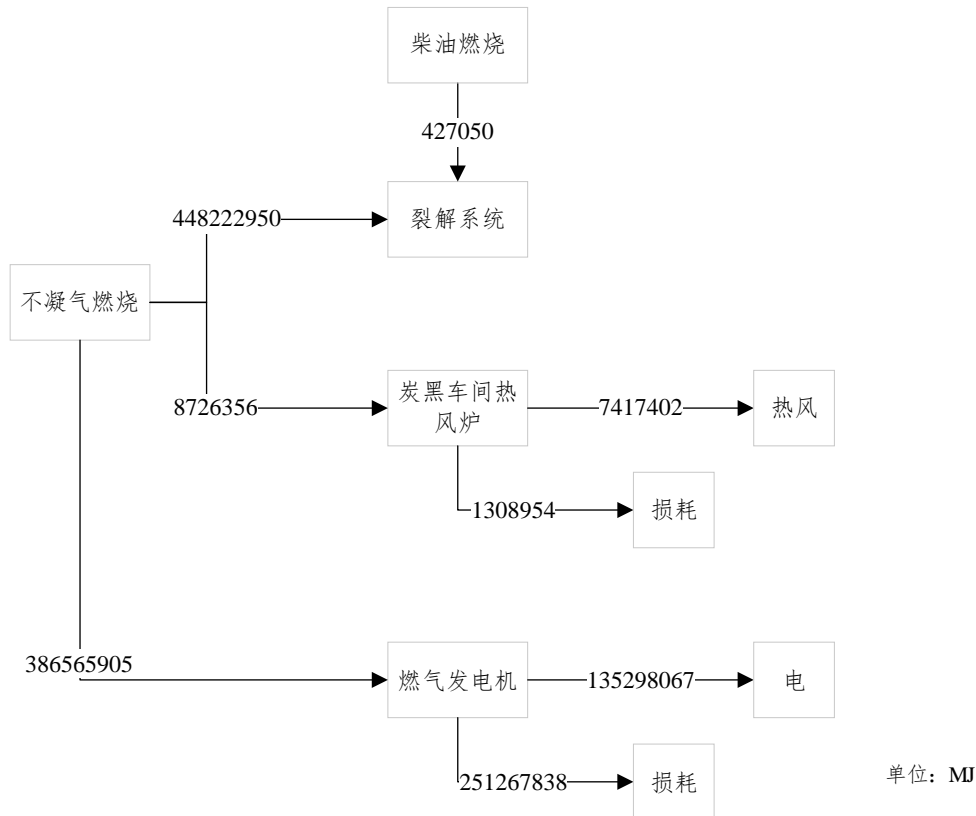 柴油燃烧
427050
448222950
裂解系统
不凝气燃烧
8726356
炭黑车间热
风炉
7417402
热风
1308954
损耗
386565905
燃气发电机
135298067
电
251267838
损耗
单位：MJ